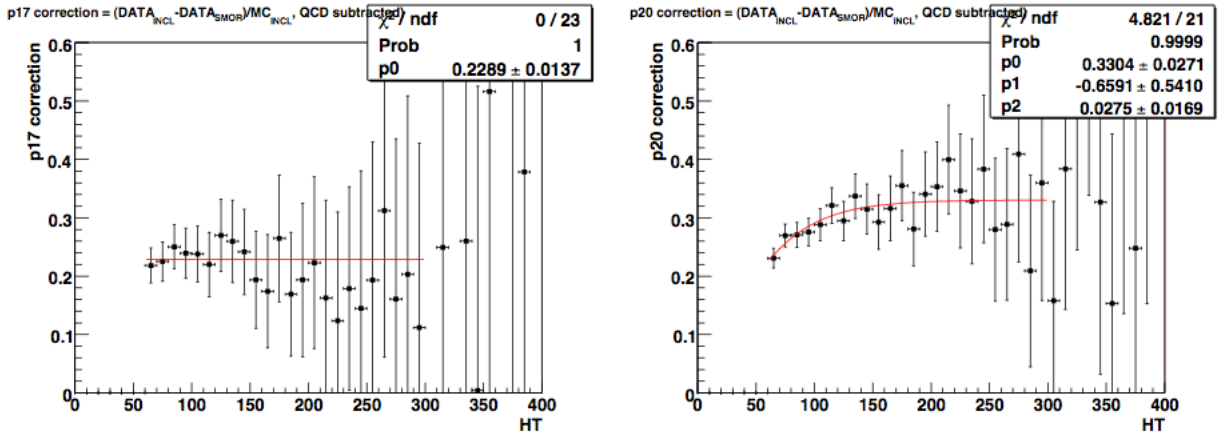 p17 correction = (DATA_INCL-DATA_SMOR)/MC_INCL, QCD subtracted)
χ² / ndf 0 / 23
Prob 1
p0 0.2289 ± 0.0137
p17 correction
0.6
0.5
0.4
0.3
0.2
0.1
0
0 50 100 150 200 250 300 350 400
HT
p20 correction = (DATA_INCL-DATA_SMOR)/MC_INCL, QCD subtracted)
χ² / ndf 4.821 / 21
Prob 0.9999
p0 0.3304 ± 0.0271
p1 -0.6591 ± 0.5410
p2 0.0275 ± 0.0169
p20 correction
0.6
0.5
0.4
0.3
0.2
0.1
0
0 50 100 150 200 250 300 350 400
HT